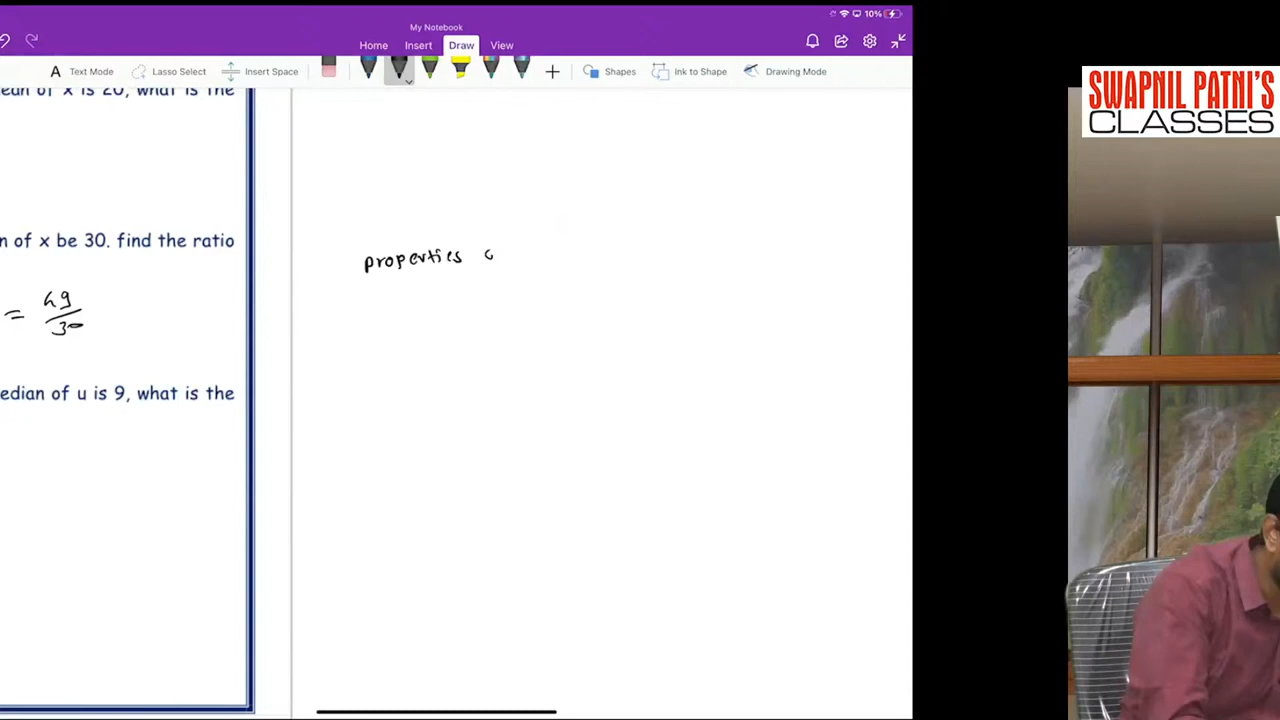 10%
My Notebook
Home Insert Draw View
Text Mode Lasso Select Insert Space Shapes Ink to Shape Drawing Mode
SWAPNIL PATNI'S
CLASSES
ean of x is 20, what is the
n of x be 30. find the ratio
properties o
= 49/30
edian of u is 9, what is the